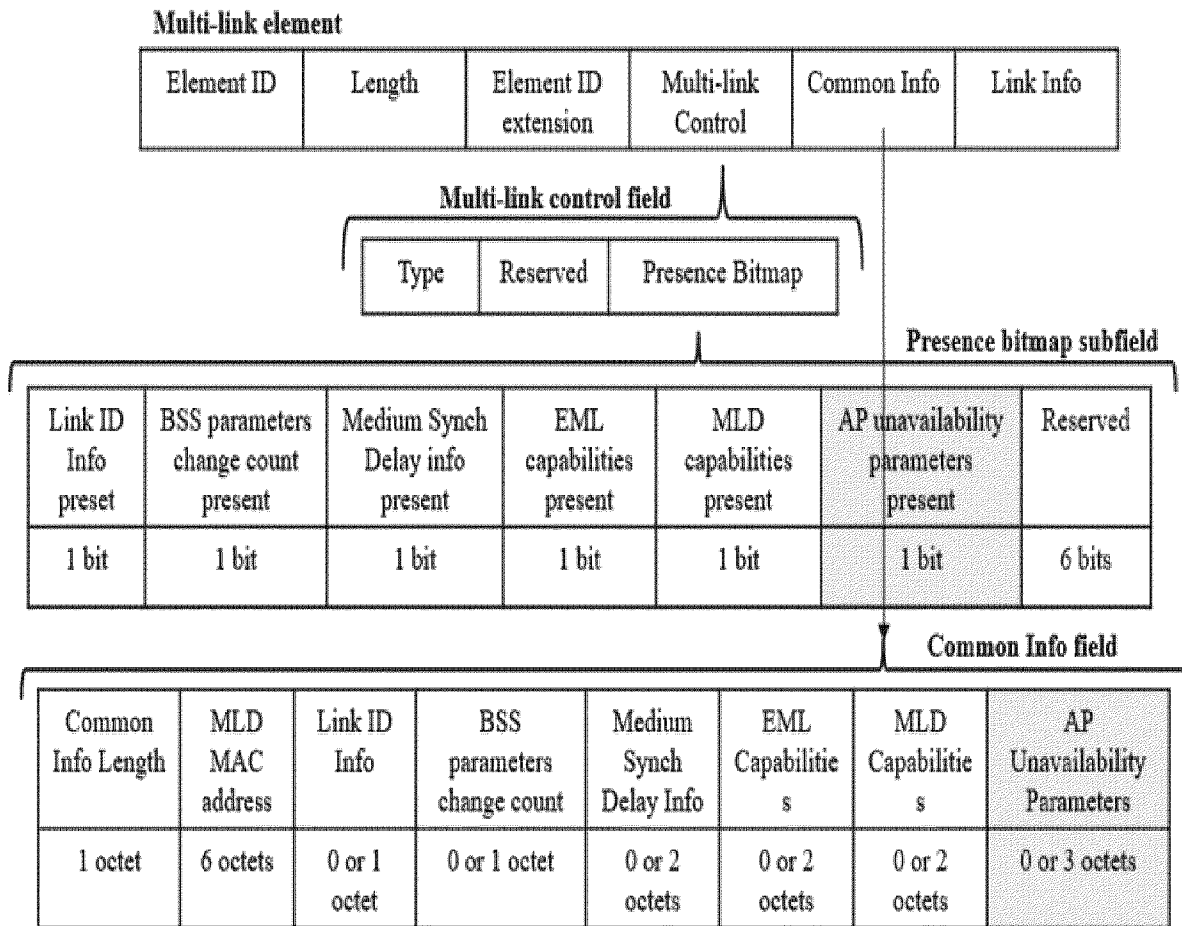 Multi-link element
Element ID
Length
Element ID
extension
Multi-link
Control
Common Info
Link Info
Multi-link control field
Type
Reserved
Presence Bitmap
Presence bitmap subfield
Link ID
Info
preset
BSS parameters
change count
present
Medium Synch
Delay info
present
EML
capabilities
present
MLD
capabilities
present
AP unavailability
parameters
present
Reserved
1 bit
1 bit
1 bit
1 bit
1 bit
1 bit
6 bits
Common Info field
Common
Info Length
MLD
MAC
address
Link ID
Info
BSS
parameters
change count
Medium
Synch
Delay Info
EML
Capabilitie
s
MLD
Capabilitie
s
AP
Unavailability
Parameters
1 octet
6 octets
0 or 1
octet
0 or 1 octet
0 or 2
octets
0 or 2
octets
0 or 2
octets
0 or 3 octets